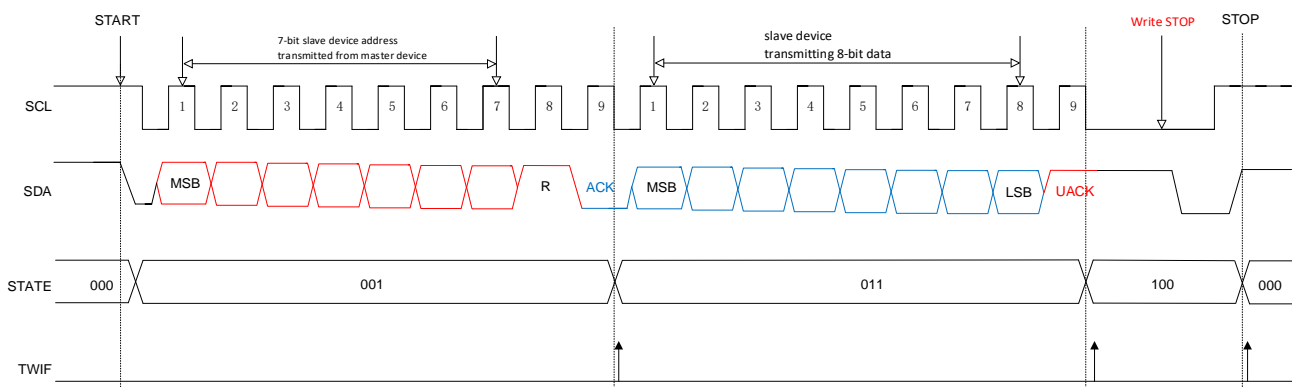 START
Write STOP
STOP
7-bit slave device address
transmitted from master device
slave device
transmitting 8-bit data
SCL
1 2 3 4 5 6 7 8 9 1 2 3 4 5 6 7 8 9
SDA
MSB R ACK MSB LSB UACK
STATE
000 001 011 100 000
TWIF